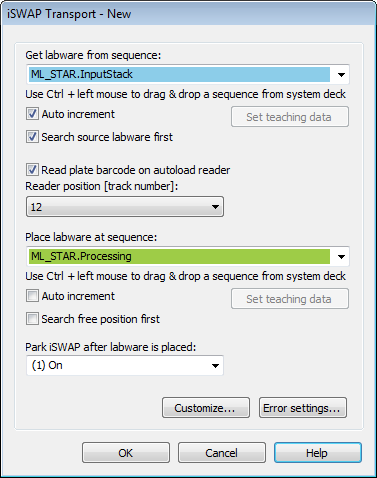 iSWAP Transport - New
Get labware from sequence:
ML_STAR.InputStack
Use Ctrl + left mouse to drag & drop a sequence from system deck
Auto increment
Set teaching data
Search source labware first
Read plate barcode on autoload reader
Reader position [track number]:
12
Place labware at sequence:
ML_STAR.Processing
Use Ctrl + left mouse to drag & drop a sequence from system deck
Auto increment
Set teaching data
Search free position first
Park iSWAP after labware is placed:
(1) On
Customize... Error settings...
OK Cancel Help